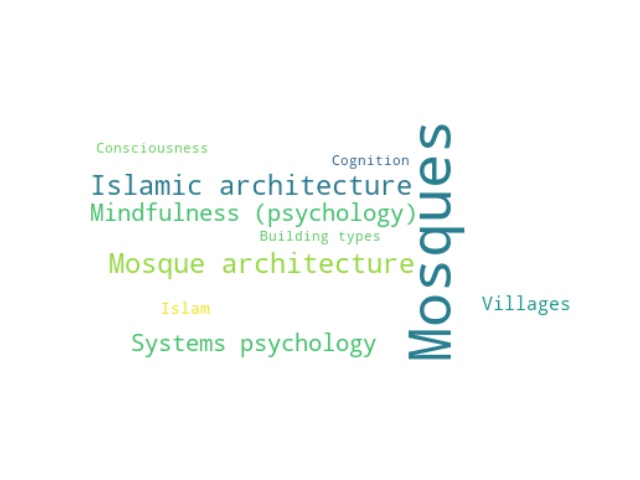 Consciousness
Cognition
Islamic architecture
Mindfulness (psychology)
Building types
Mosque architecture
Islam
Systems psychology
Mosques
Villages